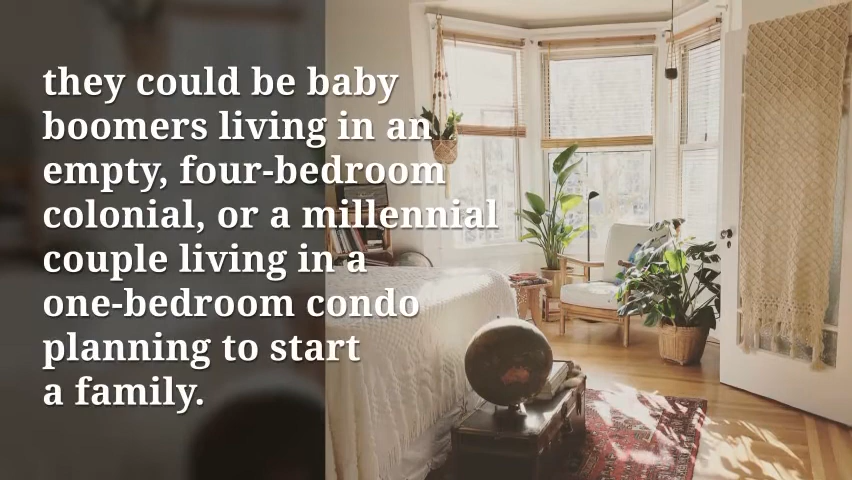 they could be baby
boomers living in an
empty, four-bedroom
colonial, or a millennial
couple living in a
one-bedroom condo
planning to start
a family.